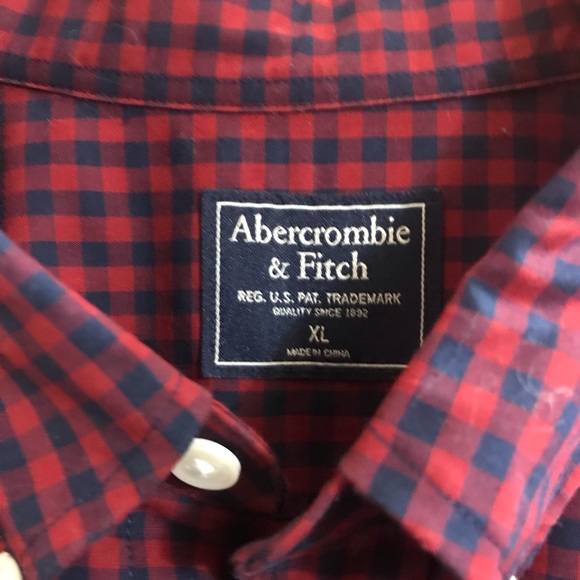 Abercrombie
& Fitch
REG. U.S. PAT. TRADEMARK
QUALITY SINCE 1892
XL
MADE IN CHINA